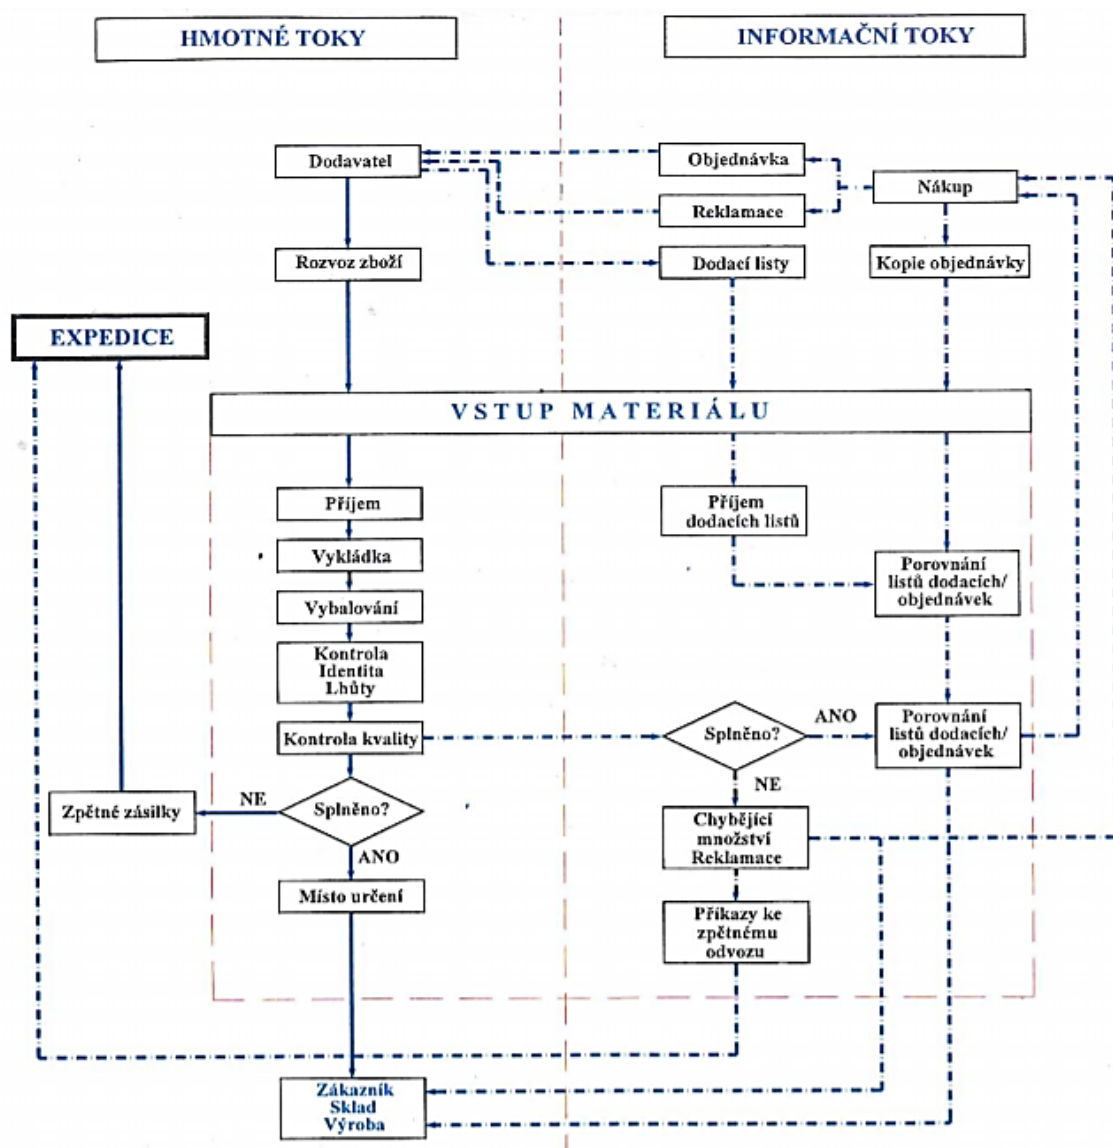 HMOTNÉ TOKY
INFORMAČNÍ TOKY
Dodavatel
Objednávka
Nákup
Reklamace
Rozvoz zboží
Dodací listy
Kopie objednávky
EXPEDICE
VSTUP MATERIÁLU
Příjem
Příjem
dodacích listů
Vykládka
Porovnání
listů dodacích/
objednávek
Vybalování
Kontrola
Identita
Lhůty
Kontrola kvality
Splněno?
ANO
Porovnání
listů dodacích/
objednávek
NE
Zpětné zásilky
NE
Splněno?
Chybějící
množství
Reklamace
ANO
Místo určení
Příkazy ke
zpětnému
odvozu
Zákazník
Sklad
Výroba